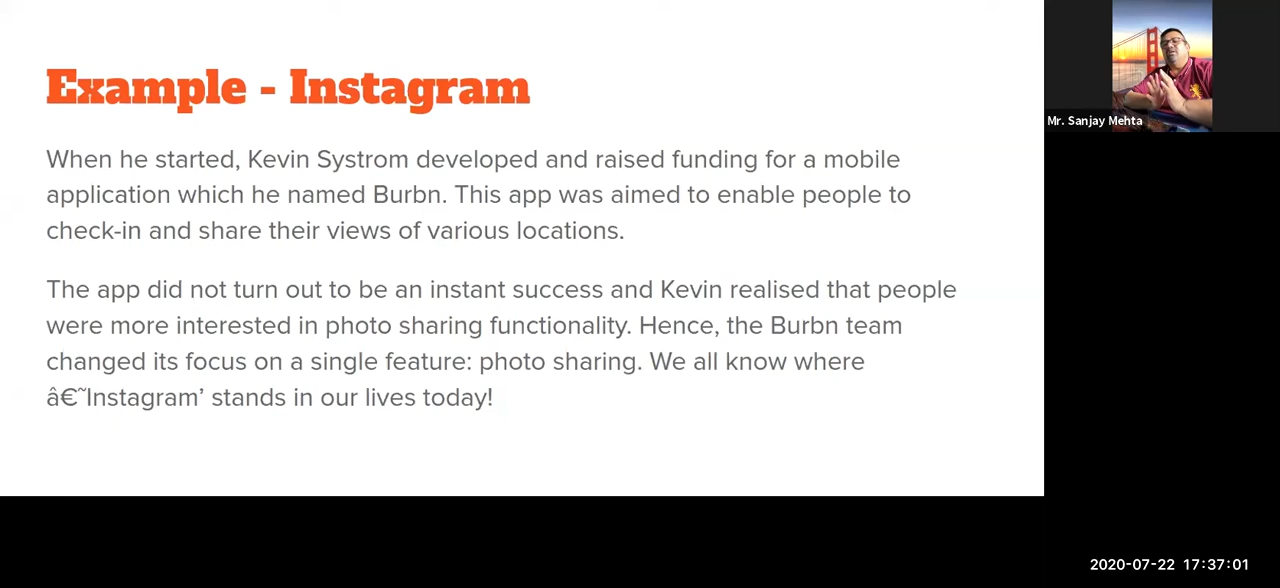 Example - Instagram
When he started, Kevin Systrom developed and raised funding for a mobile
application which he named Burbn. This app was aimed to enable people to
check-in and share their views of various locations.
The app did not turn out to be an instant success and Kevin realised that people
were more interested in photo sharing functionality. Hence, the Burbn team
changed its focus on a single feature: photo sharing. We all know where
â€˜Instagram’ stands in our lives today!
Mr. Sanjay Mehta
2020-07-22 17:37:01